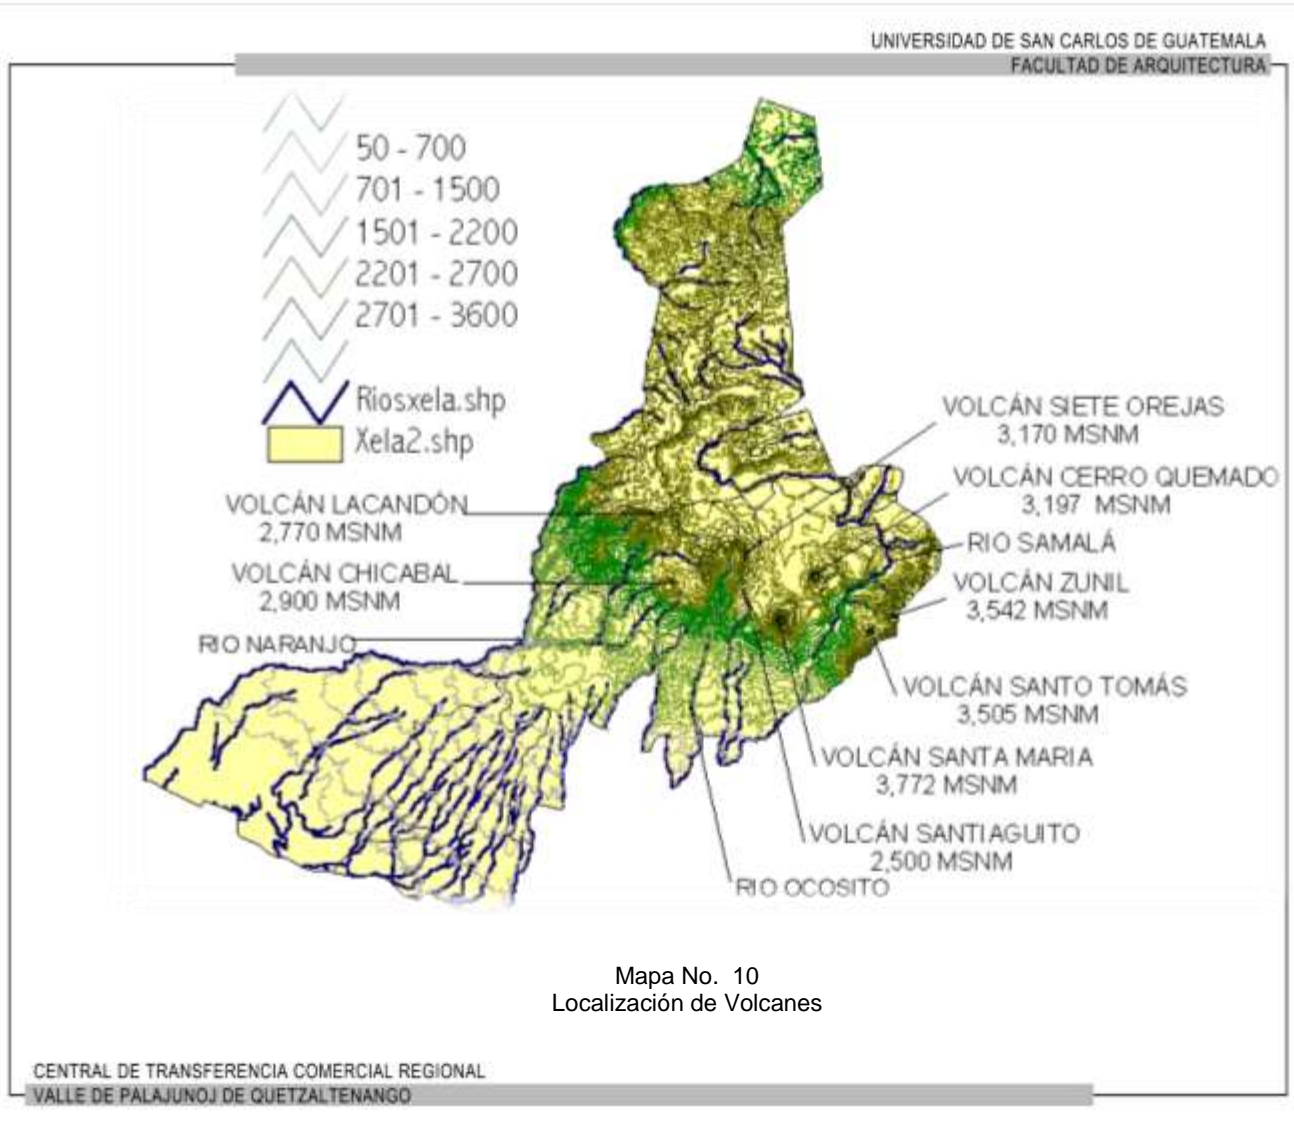 UNIVERSIDAD DE SAN CARLOS DE GUATEMALA
FACULTAD DE ARQUITECTURA
50 - 700
701 - 1500
1501 - 2200
2201 - 2700
2701 - 3600
Riosxela.shp
Xela2.shp
VOLCÁN SIETE OREJAS
3,170 MSNM
VOLCÁN CERRO QUEMADO
3,197 MSNM
RIO SAMALÁ
VOLCÁN ZUNIL
3,542 MSNM
VOLCÁN LACANDÓN
2,770 MSNM
VOLCÁN CHICABAL
2,900 MSNM
RIO NARANJO
VOLCÁN SANTO TOMÁS
3,505 MSNM
VOLCÁN SANTA MARIA
3,772 MSNM
VOLCÁN SANTIAGUITO
2,500 MSNM
RIO OCOSITO
Mapa No. 10
Localización de Volcanes
CENTRAL DE TRANSFERENCIA COMERCIAL REGIONAL
VALLE DE PALAJUNOJ DE QUETZALTENANGO